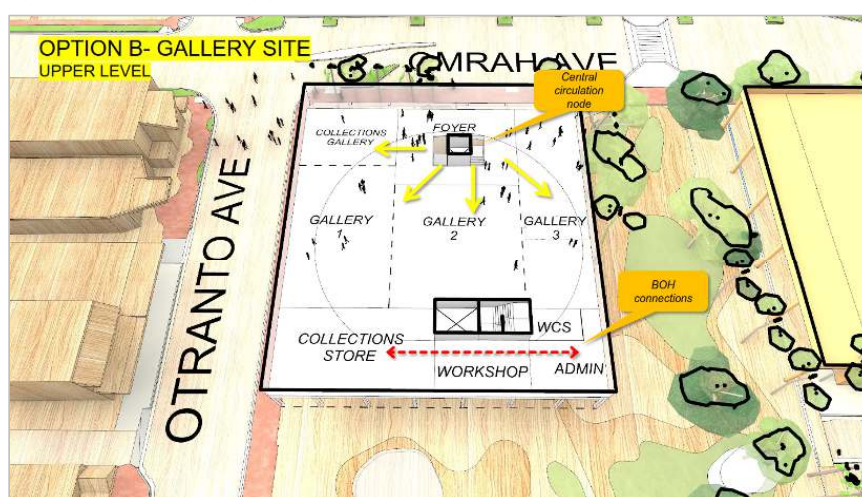 OPTION B- GALLERY SITE
UPPER LEVEL
OMRAH AVE
Central
circulation
node
FOYER
COLLECTIONS
GALLERY
GALLERY
1
GALLERY
2
GALLERY
3
OTRANTO AVE
BOH
connections
WCS
COLLECTIONS
STORE
WORKSHOP
ADMIN